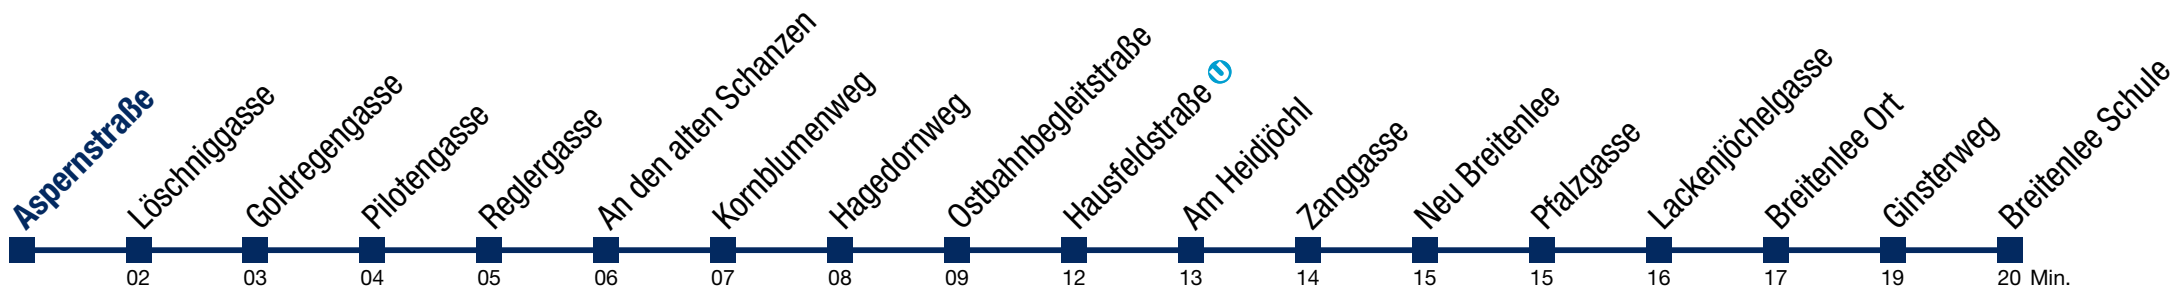 Aspernstraße
Löschniggasse
Goldregengasse
Pilotengasse
Reglergasse
An den alten Schanzen
Kornblumenweg
Hagedornweg
Ostbahnbegleitstraße
Hausfeldstraße U
Am Heidjöchl
Zanggasse
Neu Breitenlee
Pfalzgasse
Lackenjöchelgasse
Breitenlee Ort
Ginsterweg
Breitenlee Schule
02 03 04 05 06 07 08 09 12 13 14 15 15 16 17 19 20 Min.